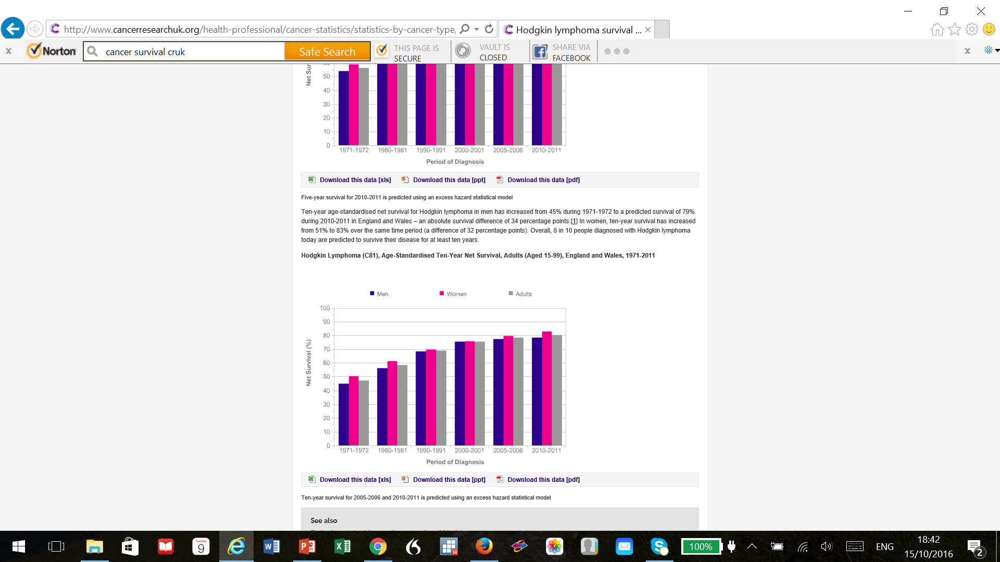 http://www.cancerresearchuk.org/health-professional/cancer-statistics/statistics-by-cancer-type,
Hodgkin lymphoma survival ...
x
Norton
cancer survival cruk
Safe Search
THIS PAGE IS
SECURE
VAULT IS
CLOSED
SHARE VIA
FACEBOOK
x
Net Sur
50
40
30
20
10
0
1971-1972 1980-1981 1990-1991 2000-2001 2005-2006 2010-2011
Period of Diagnosis
Download this data [xls] Download this data [ppt] Download this data [pdf]
Five-year survival for 2010-2011 is predicted using an excess hazard statistical model
Ten-year age-standardised net survival for Hodgkin lymphoma in men has increased from 45% during 1971-1972 to a predicted survival of 79%
during 2010-2011 in England and Wales – an absolute survival difference of 34 percentage points.[1] In women, ten-year survival has increased
from 51% to 83% over the same time period (a difference of 32 percentage points). Overall, 8 in 10 people diagnosed with Hodgkin lymphoma
today are predicted to survive their disease for at least ten years.
Hodgkin Lymphoma (C81), Age-Standardised Ten-Year Net Survival, Adults (Aged 15-99), England and Wales, 1971-2011
Men Women Adults
Net Survival (%)
100
90
80
70
60
50
40
30
20
10
0
1971-1972 1980-1981 1990-1991 2000-2001 2005-2006 2010-2011
Period of Diagnosis
Download this data [xls] Download this data [ppt] Download this data [pdf]
Ten-year survival for 2005-2006 and 2010-2011 is predicted using an excess hazard statistical model
See also
Tuesday
9
14
100%
ENG
18:42
15/10/2016
2